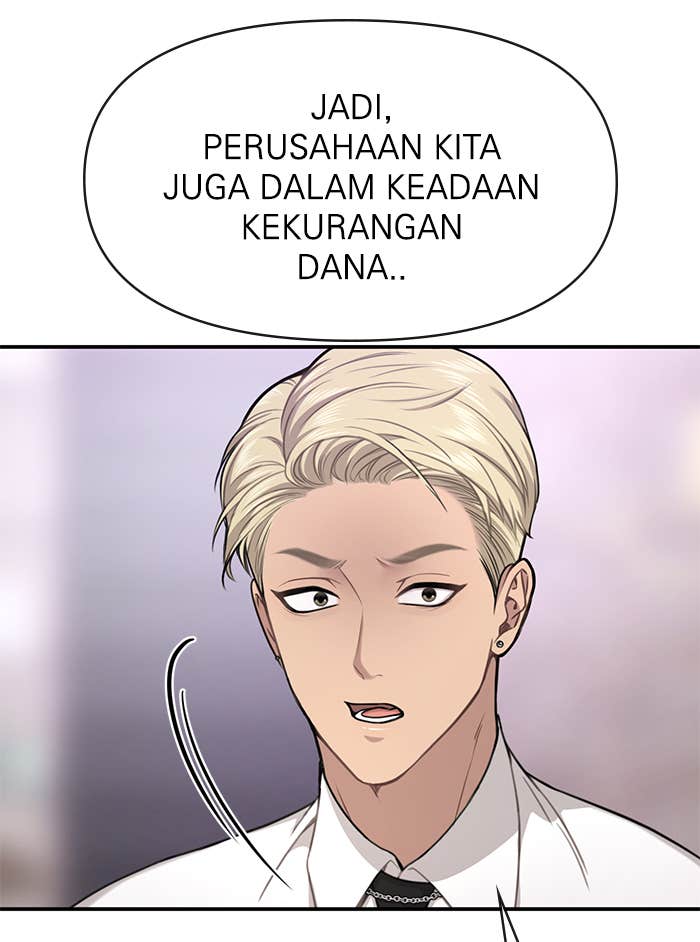 JADI,
PERUSAHAAN KITA
JUGA DALAM KEADAAN
KEKURANGAN
DANA..